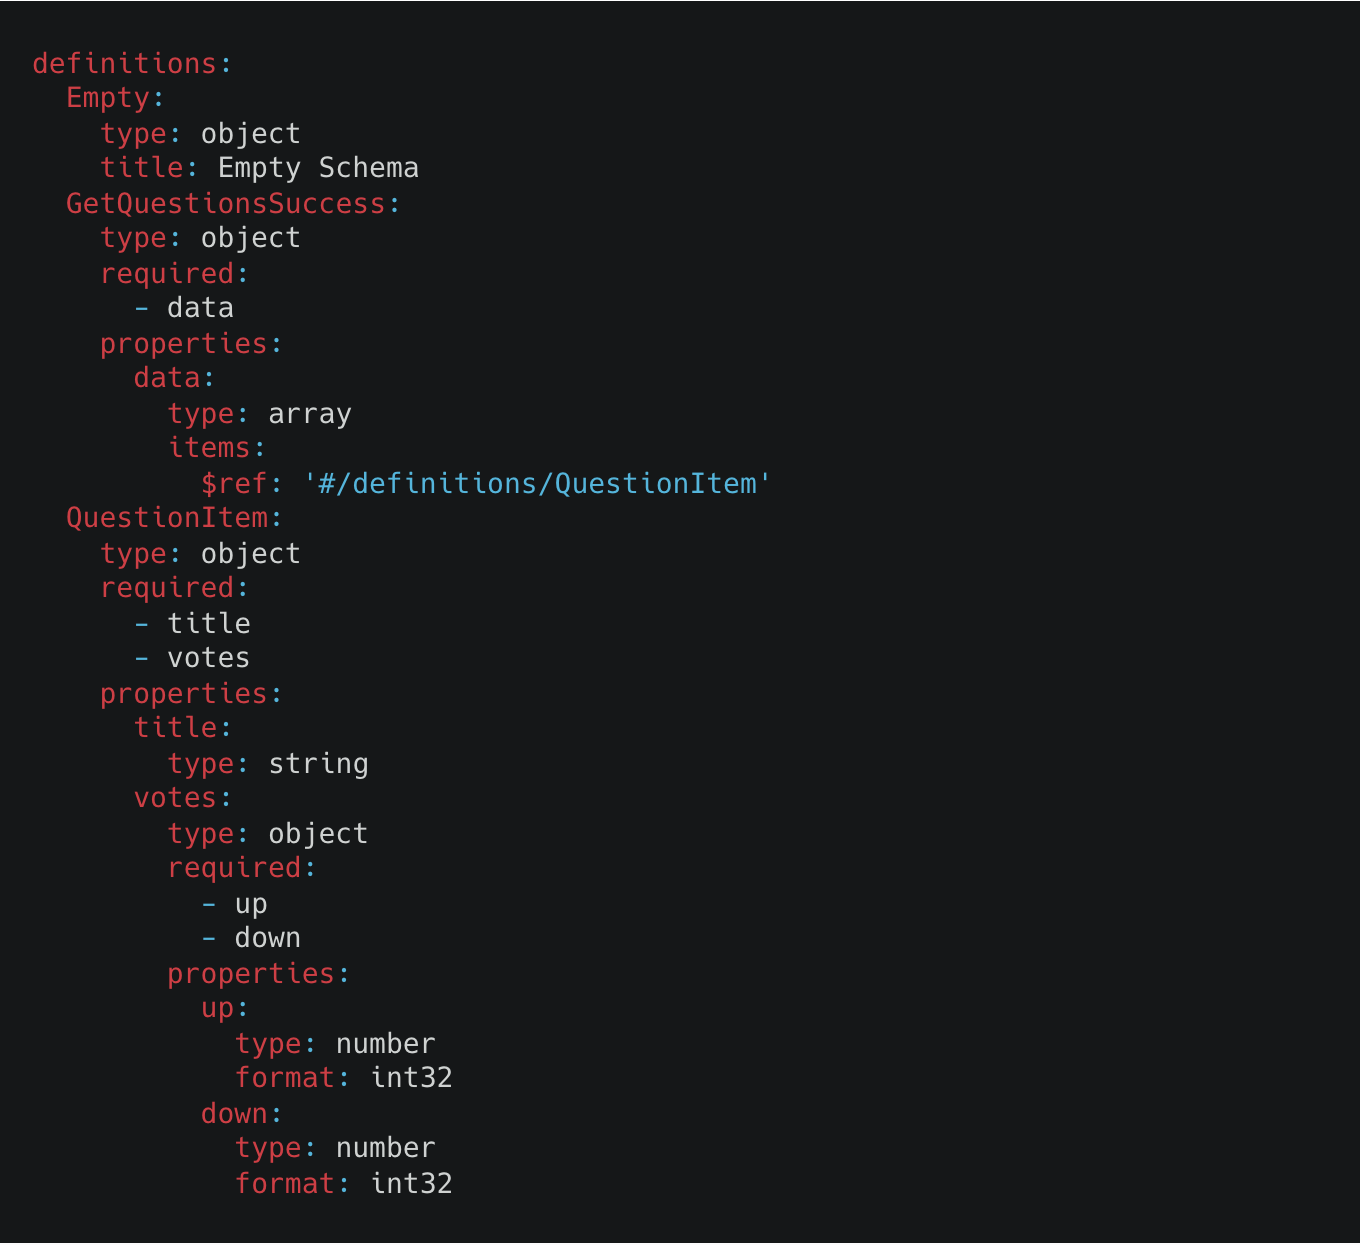 definitions:
  Empty:
    type: object
    title: Empty Schema
  GetQuestionsSuccess:
    type: object
    required:
      - data
    properties:
      data:
        type: array
        items:
          $ref: '#/definitions/QuestionItem'
  QuestionItem:
    type: object
    required:
      - title
      - votes
    properties:
      title:
        type: string
      votes:
        type: object
        required:
          - up
          - down
        properties:
          up:
            type: number
            format: int32
          down:
            type: number
            format: int32